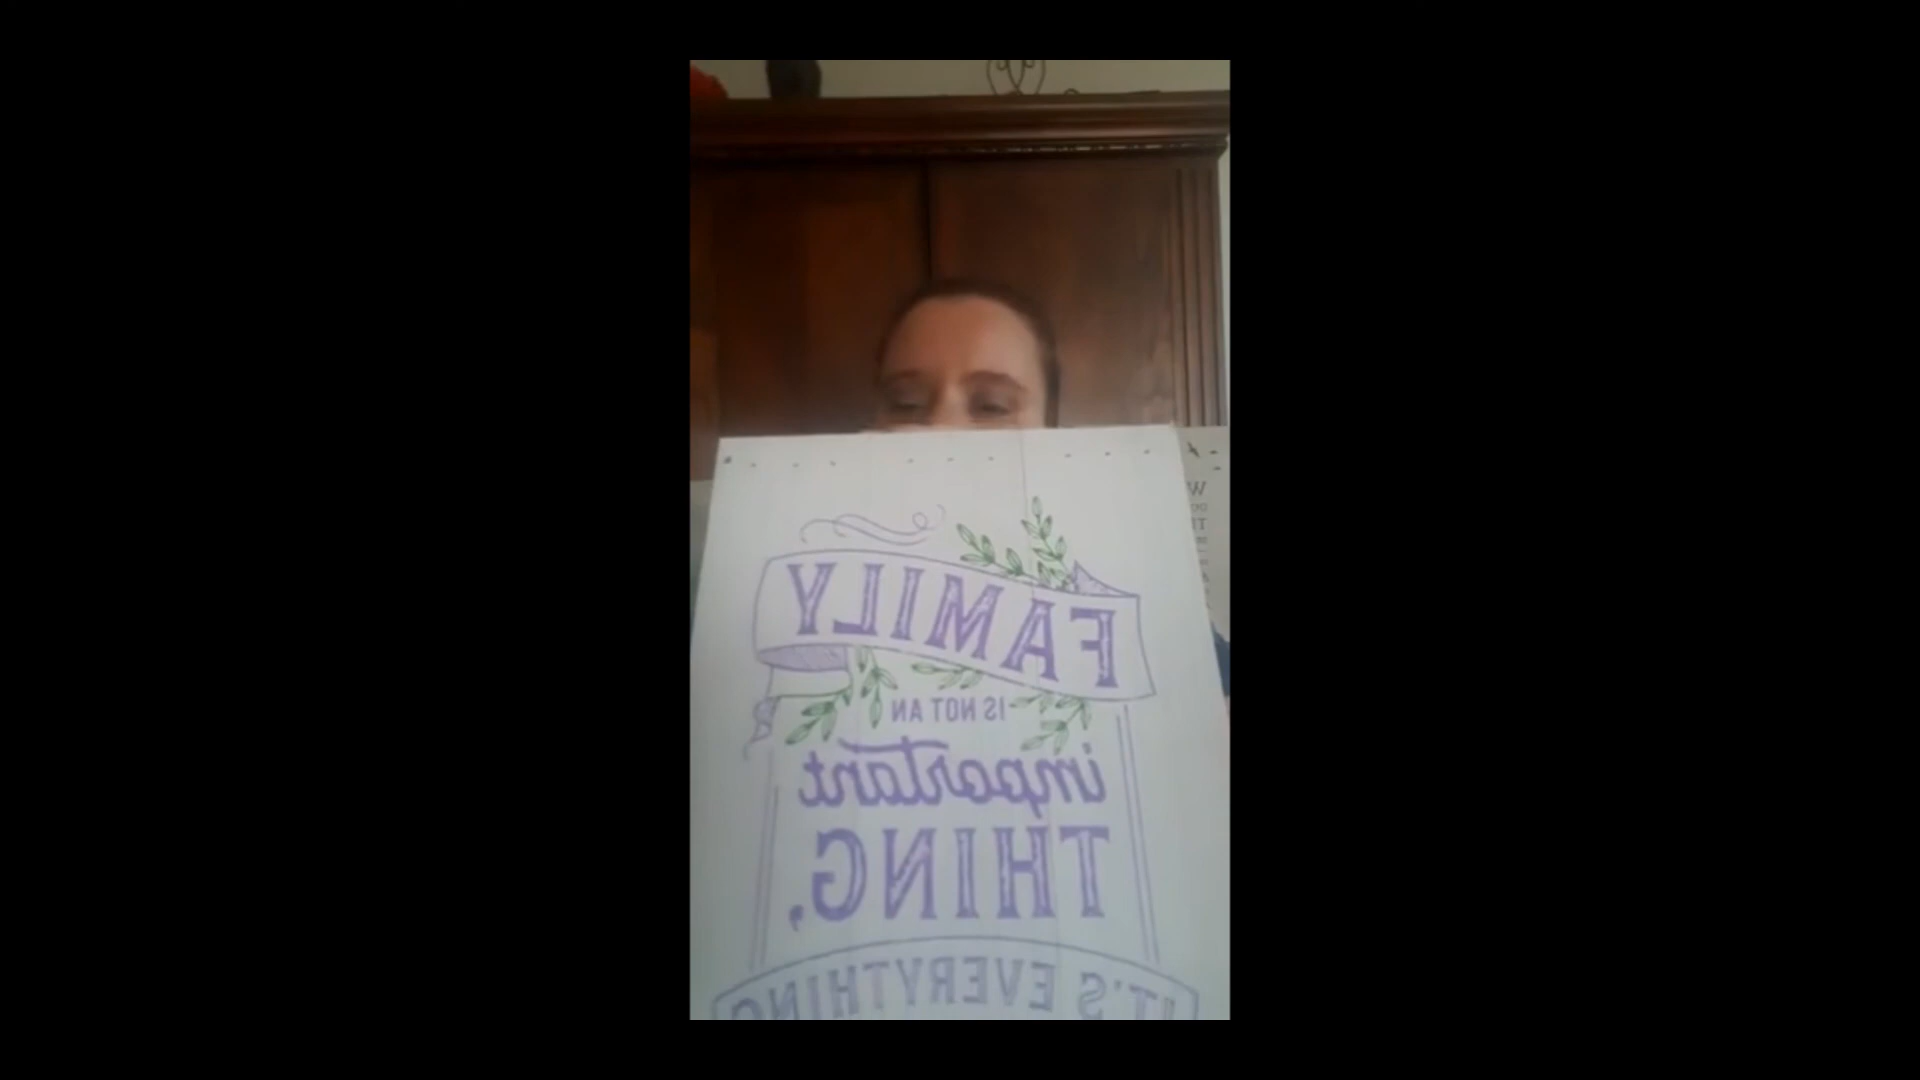 FAMILY
IS NOT AN
important
THING,
IT'S EVERYTHING